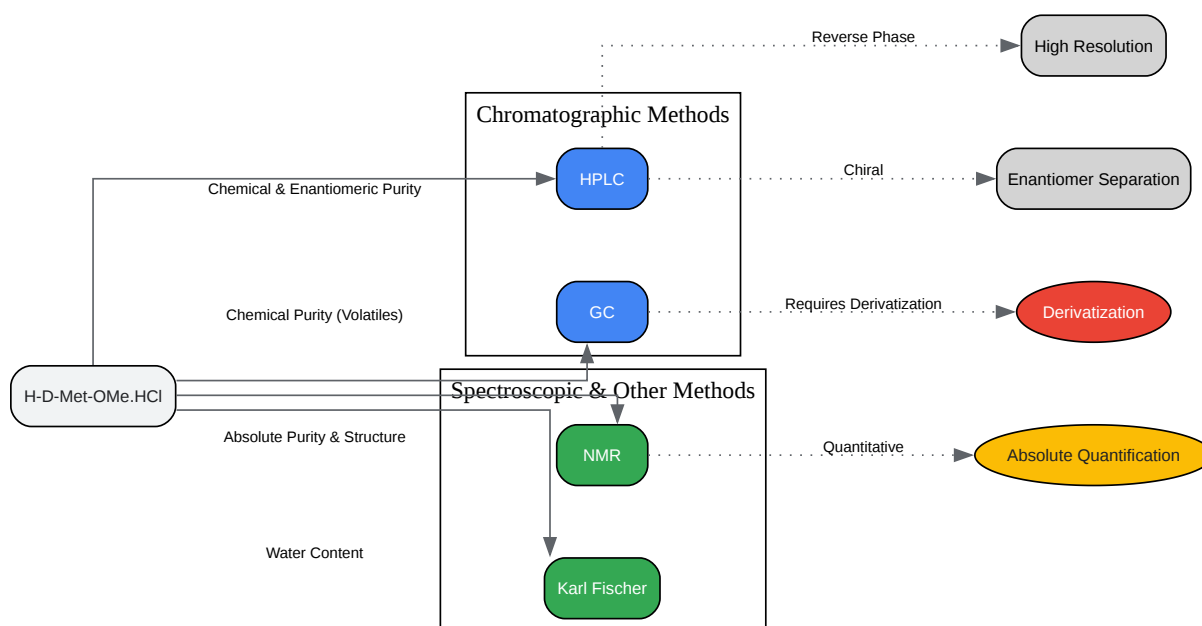 Reverse Phase
High Resolution
Chromatographic Methods
HPLC
Chemical & Enantiomeric Purity
Chiral
Enantiomer Separation
Chemical Purity (Volatiles)
GC
Requires Derivatization
Derivatization
H-D-Met-OMe.HCl
Spectroscopic & Other Methods
Absolute Purity & Structure
NMR
Quantitative
Absolute Quantification
Water Content
Karl Fischer